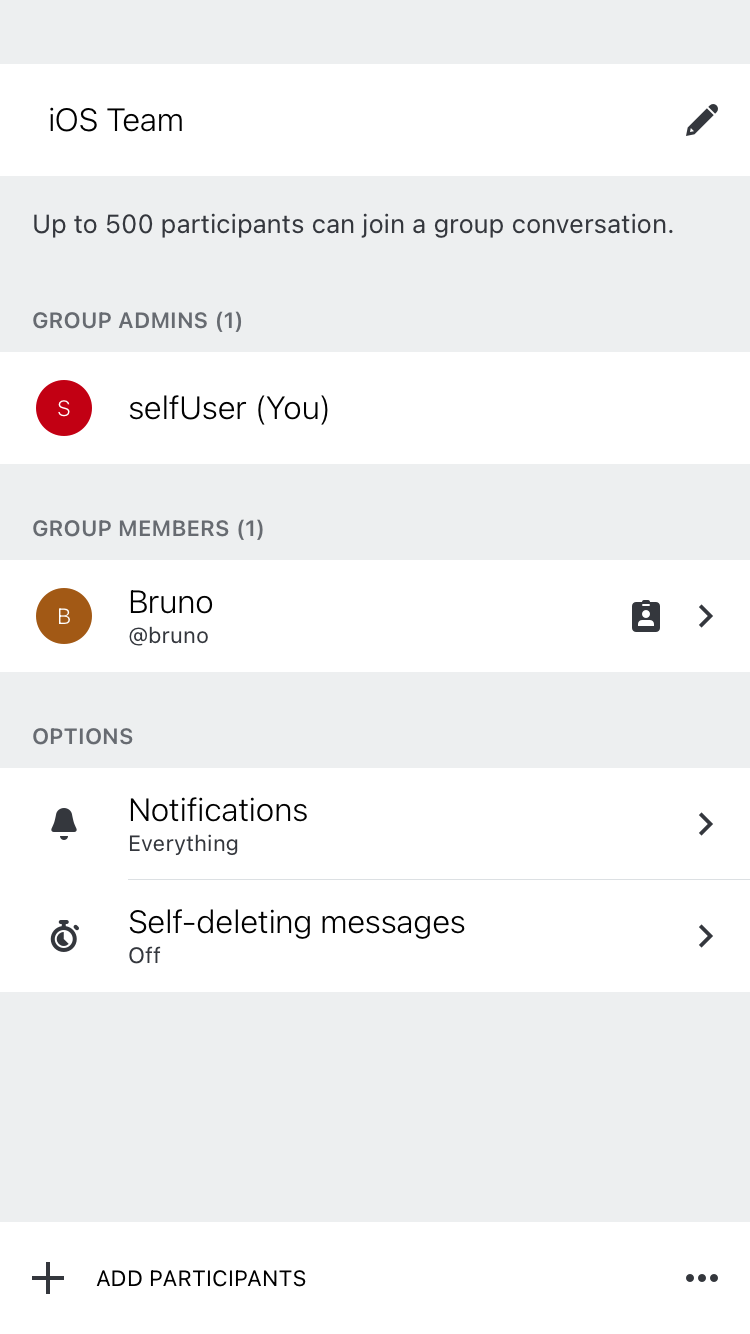 iOS Team
Up to 500 participants can join a group conversation.
GROUP ADMINS (1)
S
selfUser (You)
GROUP MEMBERS (1)
B
Bruno
@bruno
OPTIONS
Notifications
Everything
Self-deleting messages
Off
ADD PARTICIPANTS